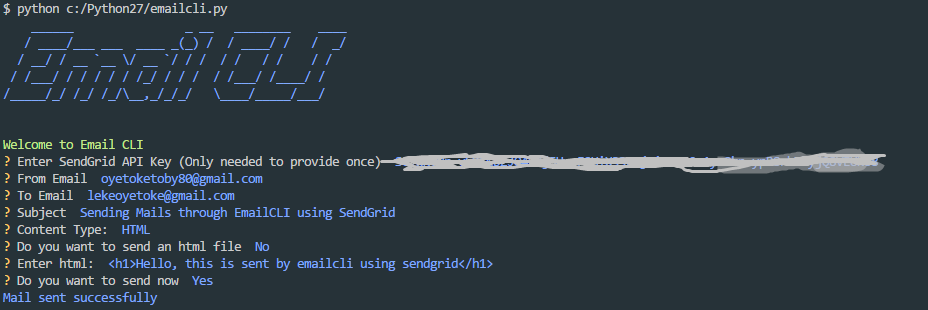 $ python c:/Python27/emailcli.py
Email CLI
Welcome to Email CLI
? Enter SendGrid API Key (Only needed to provide once)
? From Email  oyetoketoby80@gmail.com
? To Email  lekeoyetoke@gmail.com
? Subject  Sending Mails through EmailCLI using SendGrid
? Content Type:  HTML
? Do you want to send an html file  No
? Enter html:  <h1>Hello, this is sent by emailcli using sendgrid</h1>
? Do you want to send now  Yes
Mail sent successfully